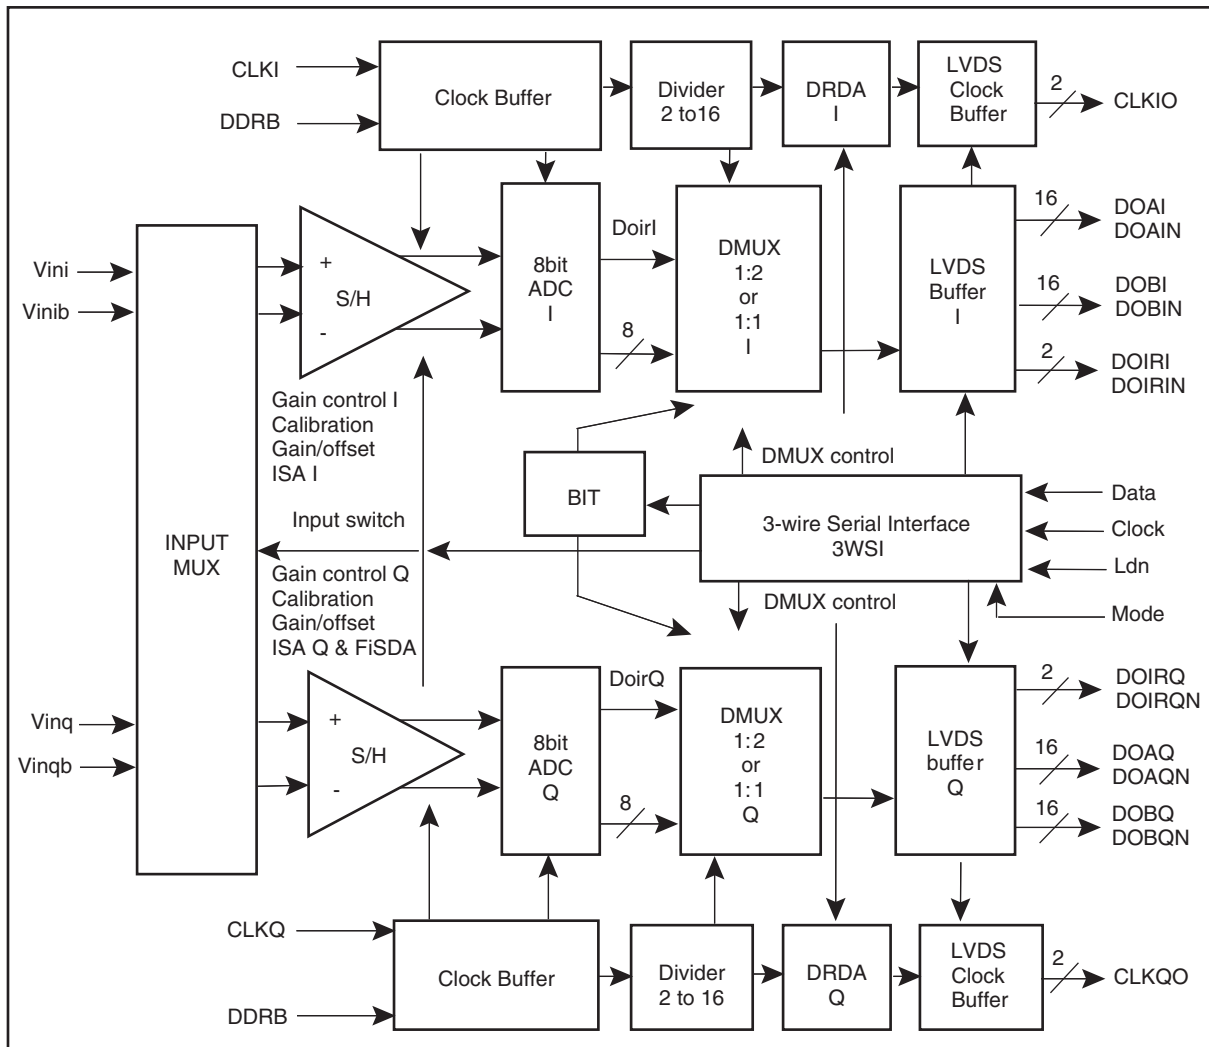 CLKI
DDRB
Clock Buffer
Divider
2 to16
DRDA
I
LVDS
Clock
Buffer
2
CLKIO
Vini
Vinib
+
S/H
-
8bit
ADC
I
DoirI
8
DMUX
1:2
or
1:1
I
LVDS
Buffer
I
16
DOAI
DOAIN
16
DOBI
DOBIN
2
DOIRI
DOIRIN
Gain control I
Calibration
Gain/offset
ISA I
Input switch
INPUT
MUX
Gain control Q
Calibration
Gain/offset
ISA Q & FiSDA
BIT
DMUX control
3-wire Serial Interface
3WSI
DMUX control
Data
Clock
Ldn
Mode
Vinq
Vinqb
+
S/H
-
8bit
ADC
Q
DoirQ
8
DMUX
1:2
or
1:1
Q
LVDS
buffer
Q
2
DOIRQ
DOIRQN
16
DOAQ
DOAQN
16
DOBQ
DOBQN
CLKQ
DDRB
Clock Buffer
Divider
2 to 16
DRDA
Q
LVDS
Clock
Buffer
2
CLKQO